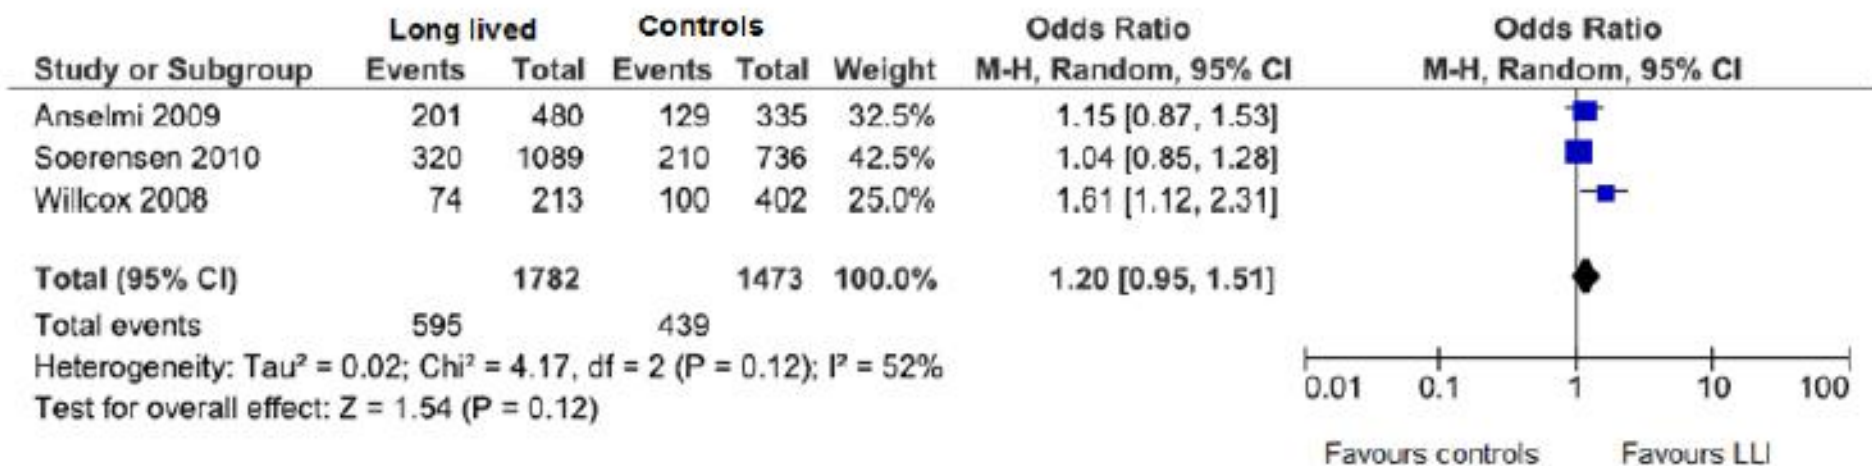 Long lived Controls Odds Ratio Odds Ratio
Study or Subgroup Events Total Events Total Weight M-H, Random, 95% CI M-H, Random, 95% CI
Anselmi 2009 201 480 129 335 32.5% 1.15 [0.87, 1.53]
Soerensen 2010 320 1089 210 736 42.5% 1.04 [0.85, 1.28]
Willcox 2008 74 213 100 402 25.0% 1.61 [1.12, 2.31]
Total (95% CI) 1782 1473 100.0% 1.20 [0.95, 1.51]
Total events 595 439
Heterogeneity: Tau² = 0.02; Chi² = 4.17, df = 2 (P = 0.12); I² = 52%
Test for overall effect: Z = 1.54 (P = 0.12)
0.01 0.1 1 10 100
Favours controls Favours LLI